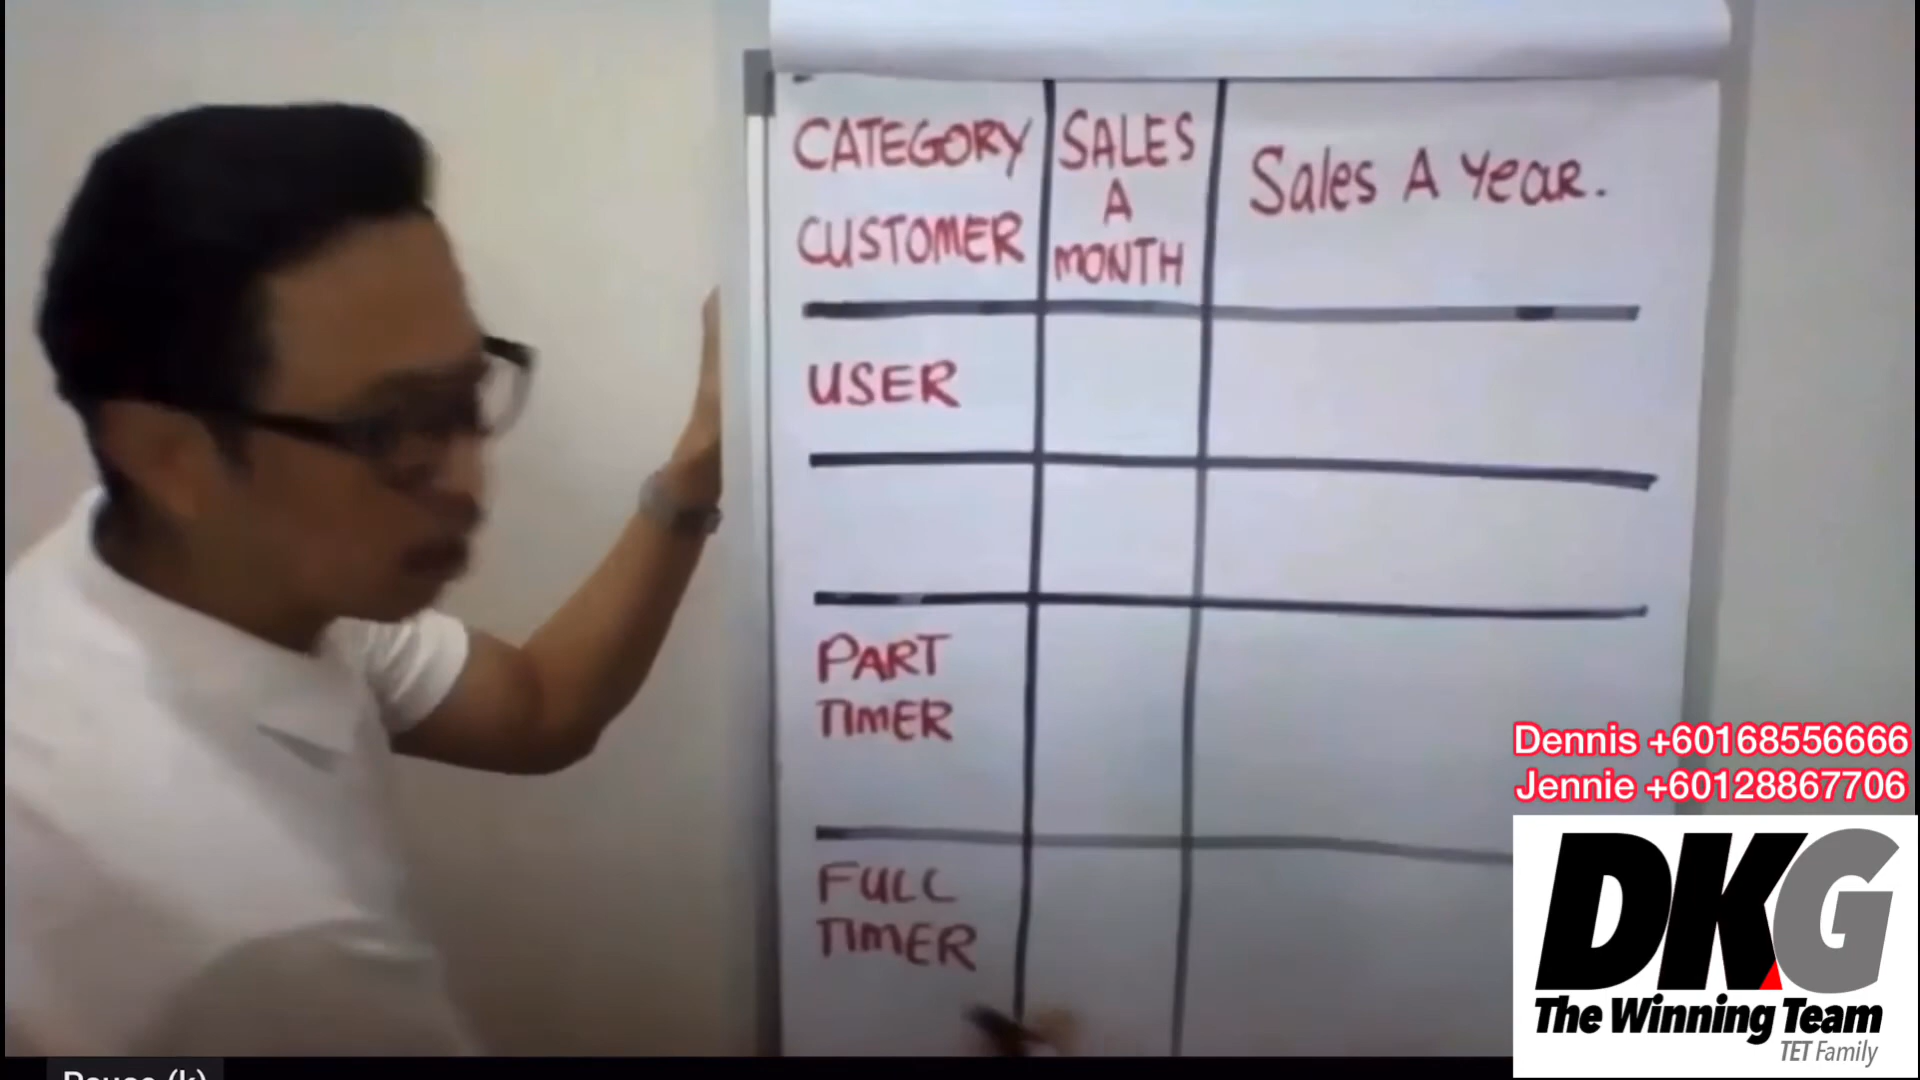 CATEGORY
CUSTOMER
SALES
A
MONTH
Sales A Year.
USER
PART
TIMER
FULL
TIMER
Dennis +60168556666
Jennie +60128867706
DKG
The Winning Team
TET Family
Pause (k)